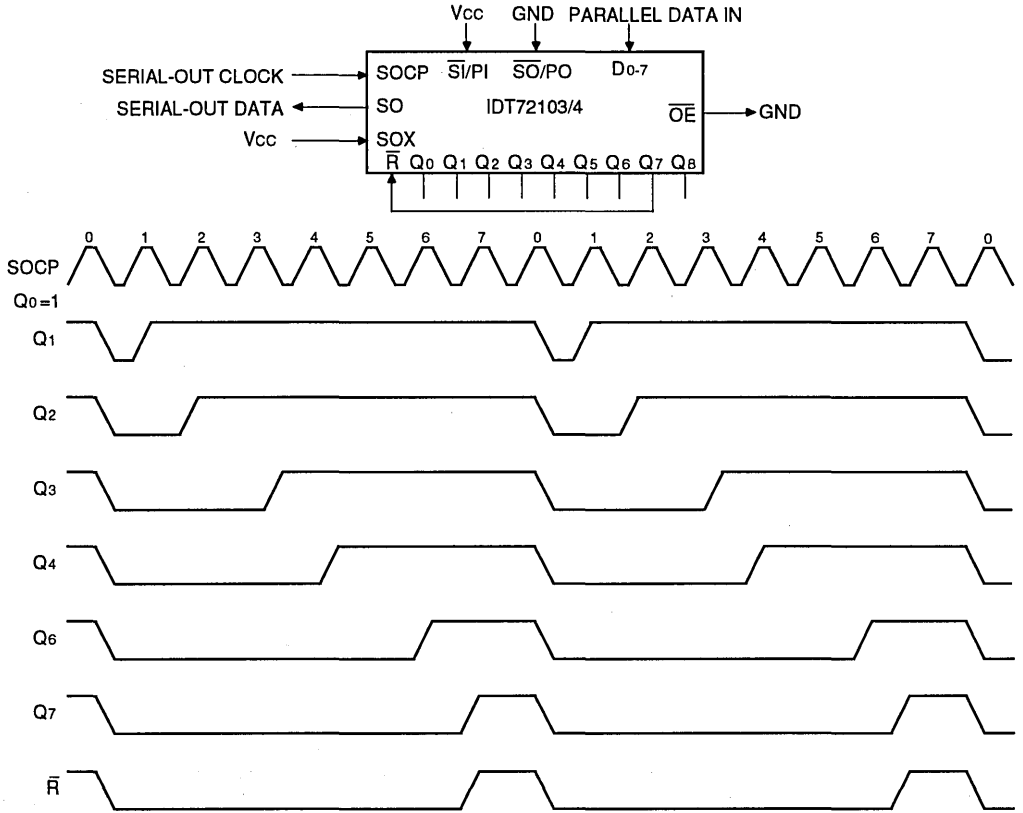 Vcc GND PARALLEL DATA IN
SERIAL-OUT CLOCK SOCP S̅I̅/PI S̅O̅/PO D0-7
SERIAL-OUT DATA SO IDT72103/4 O̅E̅ GND
Vcc SOX
R̅ Q0 Q1 Q2 Q3 Q4 Q5 Q6 Q7 Q8
0 1 2 3 4 5 6 7 0 1 2 3 4 5 6 7 0
SOCP
Q0=1
Q1
Q2
Q3
Q4
Q6
Q7
R̅